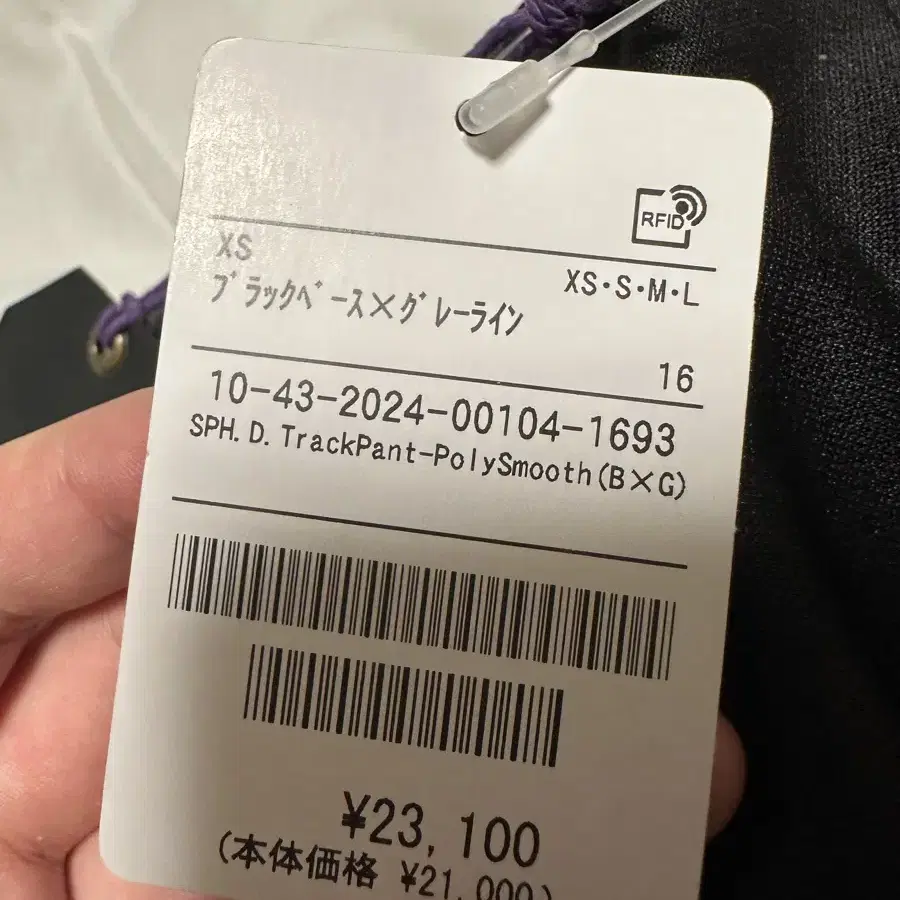 RFID
XS
XS・S・M・L
ﾌﾞﾗｯｸﾍﾞｰｽ×ｸﾞﾚｰﾗｲﾝ
16
10-43-2024-00104-1693
SPH. D. TrackPant-PolySmooth(B×G)
¥23,100
(本体価格 ¥21,000)